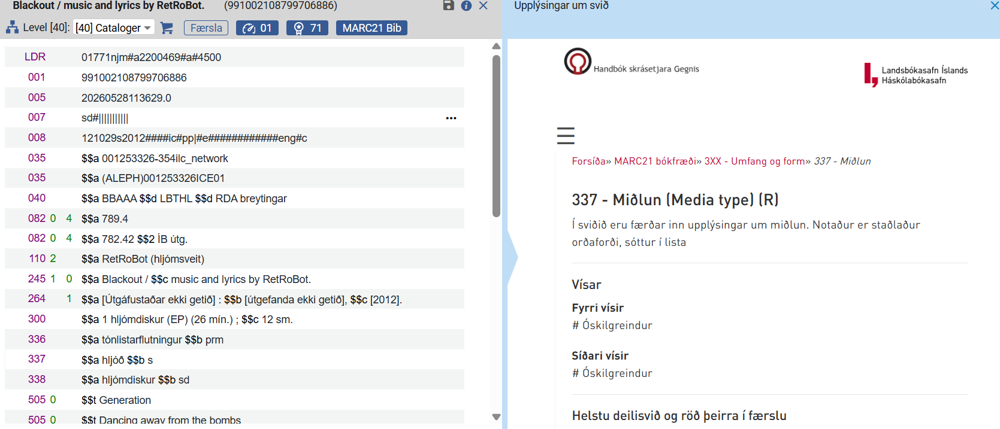 Blackout / music and lyrics by RetRoBot. (991002108799706886)
Level [40]: [40] Cataloger Færsla 01 71 MARC21 Bib
LDR 01771njm#a2200469#a#4500
001 991002108799706886
005 20260528113629.0
007 sd#|||||||||||
008 121029s2012####ic#pp|#e############eng#c
035 $$a 001253326-354ilc_network
035 $$a (ALEPH)001253326ICE01
040 $$a BBAAA $$d LBTHL $$d RDA breytingar
082 0 4 $$a 789.4
082 0 4 $$a 782.42 $$2 ÍB útg.
110 2 $$a RetRoBot (hljómsveit)
245 1 0 $$a Blackout / $$c music and lyrics by RetRoBot.
264 1 $$a [Útgáfustaðar ekki getið] : $$b [útgefanda ekki getið], $$c [2012].
300 $$a 1 hljómdiskur (EP) (26 mín.) ; $$c 12 sm.
336 $$a tónlistarflutningur $$b prm
337 $$a hljóð $$b s
338 $$a hljómdiskur $$b sd
505 0 $$t Generation
505 0 $$t Dancing away from the bombs
Upplýsingar um svið
Handbók skrásetjara Gegnis
Landsbókasafn Íslands
Háskólabókasafn
Forsíða» MARC21 bókfræði» 3XX - Umfang og form» 337 - Miðlun
337 - Miðlun (Media type) (R)
Í sviðið eru færðar inn upplýsingar um miðlun. Notaður er staðlaður
orðaforði, sóttur í lista
Vísar
Fyrri vísir
# Óskilgreindur
Síðari vísir
# Óskilgreindur
Helstu deilisvið og röð þeirra í færslu